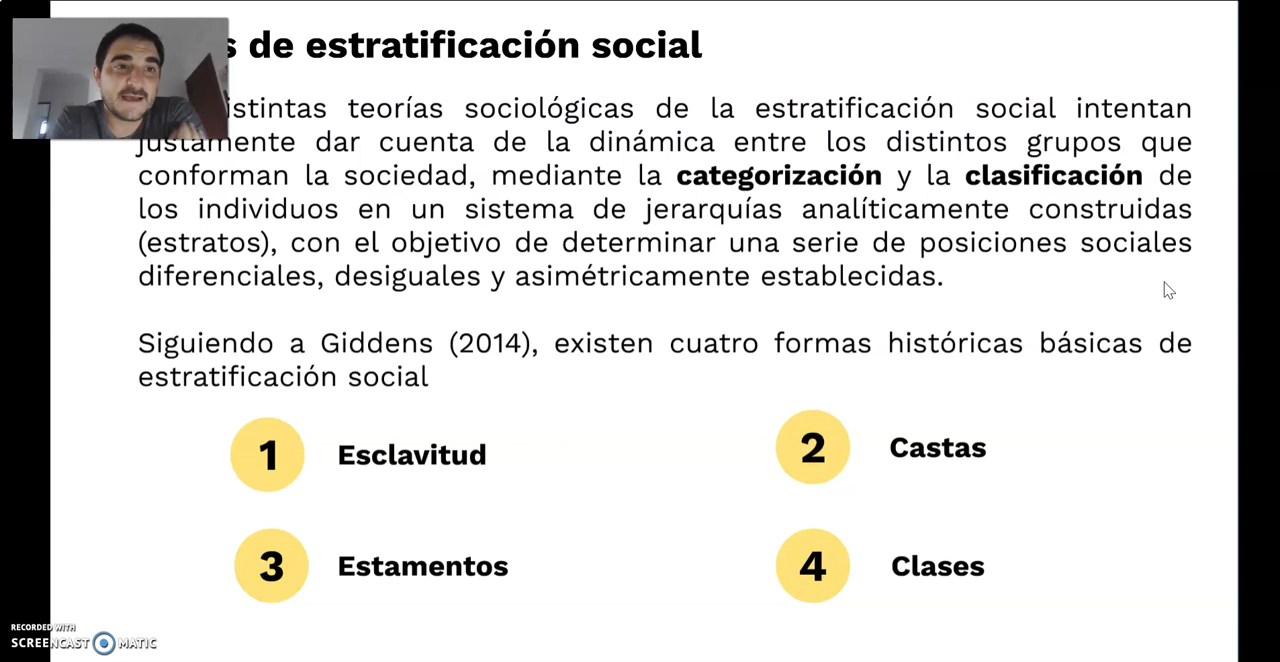 de estratificación social
distintas teorías sociológicas de la estratificación social intentan
justamente dar cuenta de la dinámica entre los distintos grupos que
conforman la sociedad, mediante la categorización y la clasificación de
los individuos en un sistema de jerarquías analíticamente construidas
(estratos), con el objetivo de determinar una serie de posiciones sociales
diferenciales, desiguales y asimétricamente establecidas.
Siguiendo a Giddens (2014), existen cuatro formas históricas básicas de
estratificación social
1 Esclavitud
2 Castas
3 Estamentos
4 Clases
RECORDED WITH
SCREENCAST MATIC